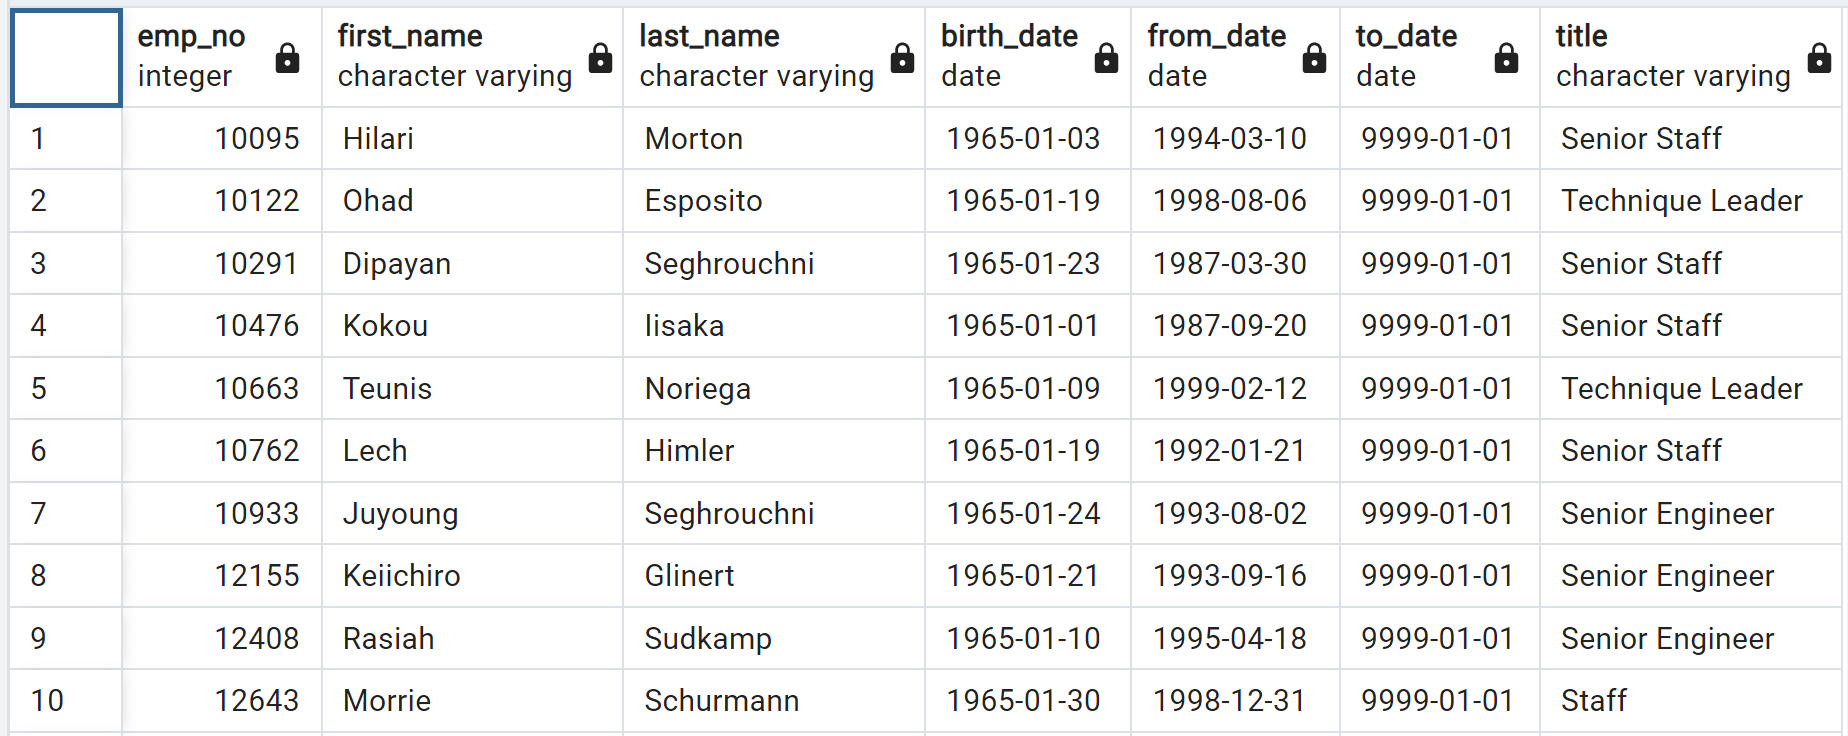 emp_no first_name last_name birth_date from_date to_date title
integer character varying character varying date date date character varying
1 10095 Hilari Morton 1965-01-03 1994-03-10 9999-01-01 Senior Staff
2 10122 Ohad Esposito 1965-01-19 1998-08-06 9999-01-01 Technique Leader
3 10291 Dipayan Seghrouchni 1965-01-23 1987-03-30 9999-01-01 Senior Staff
4 10476 Kokou Iisaka 1965-01-01 1987-09-20 9999-01-01 Senior Staff
5 10663 Teunis Noriega 1965-01-09 1999-02-12 9999-01-01 Technique Leader
6 10762 Lech Himler 1965-01-19 1992-01-21 9999-01-01 Senior Staff
7 10933 Juyoung Seghrouchni 1965-01-24 1993-08-02 9999-01-01 Senior Engineer
8 12155 Keiichiro Glinert 1965-01-21 1993-09-16 9999-01-01 Senior Engineer
9 12408 Rasiah Sudkamp 1965-01-10 1995-04-18 9999-01-01 Senior Engineer
10 12643 Morrie Schurmann 1965-01-30 1998-12-31 9999-01-01 Staff